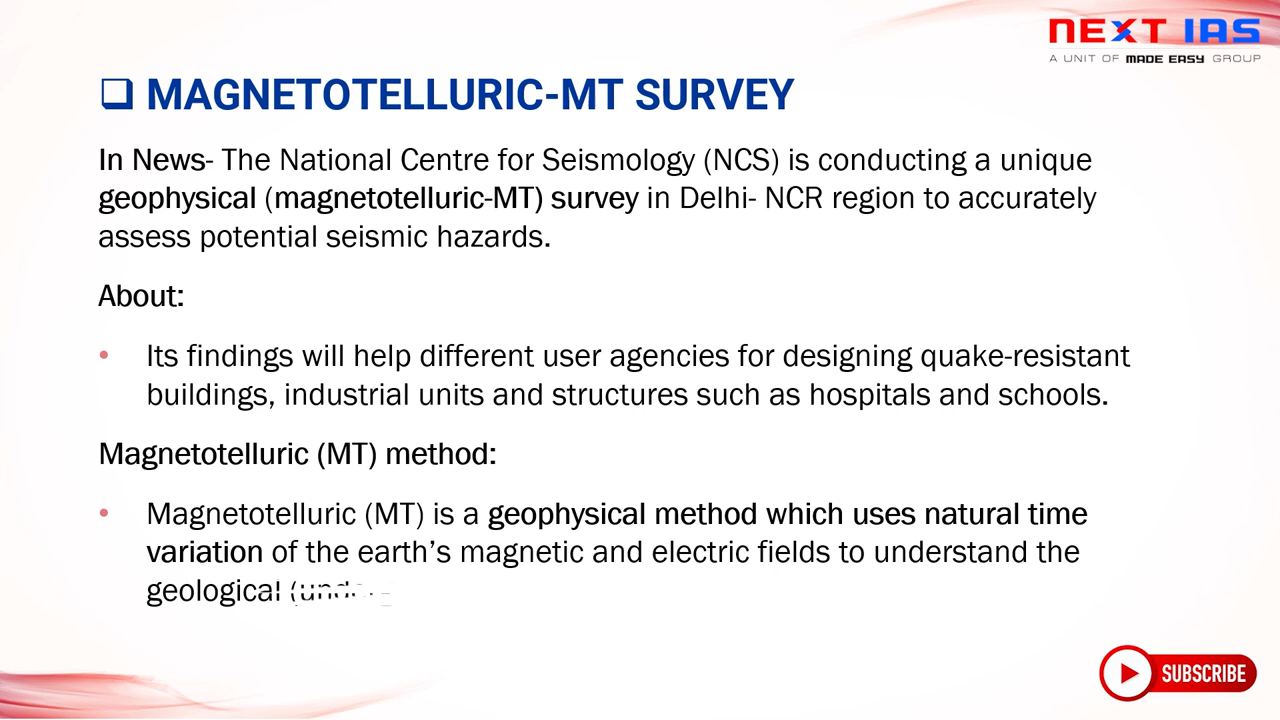 NEXT IAS
A UNIT OF MADE EASY GROUP
MAGNETOTELLURIC-MT SURVEY
In News- The National Centre for Seismology (NCS) is conducting a unique
geophysical (magnetotelluric-MT) survey in Delhi- NCR region to accurately
assess potential seismic hazards.
About:
• Its findings will help different user agencies for designing quake-resistant
buildings, industrial units and structures such as hospitals and schools.
Magnetotelluric (MT) method:
• Magnetotelluric (MT) is a geophysical method which uses natural time
variation of the earth's magnetic and electric fields to understand the
geological
SUBSCRIBE